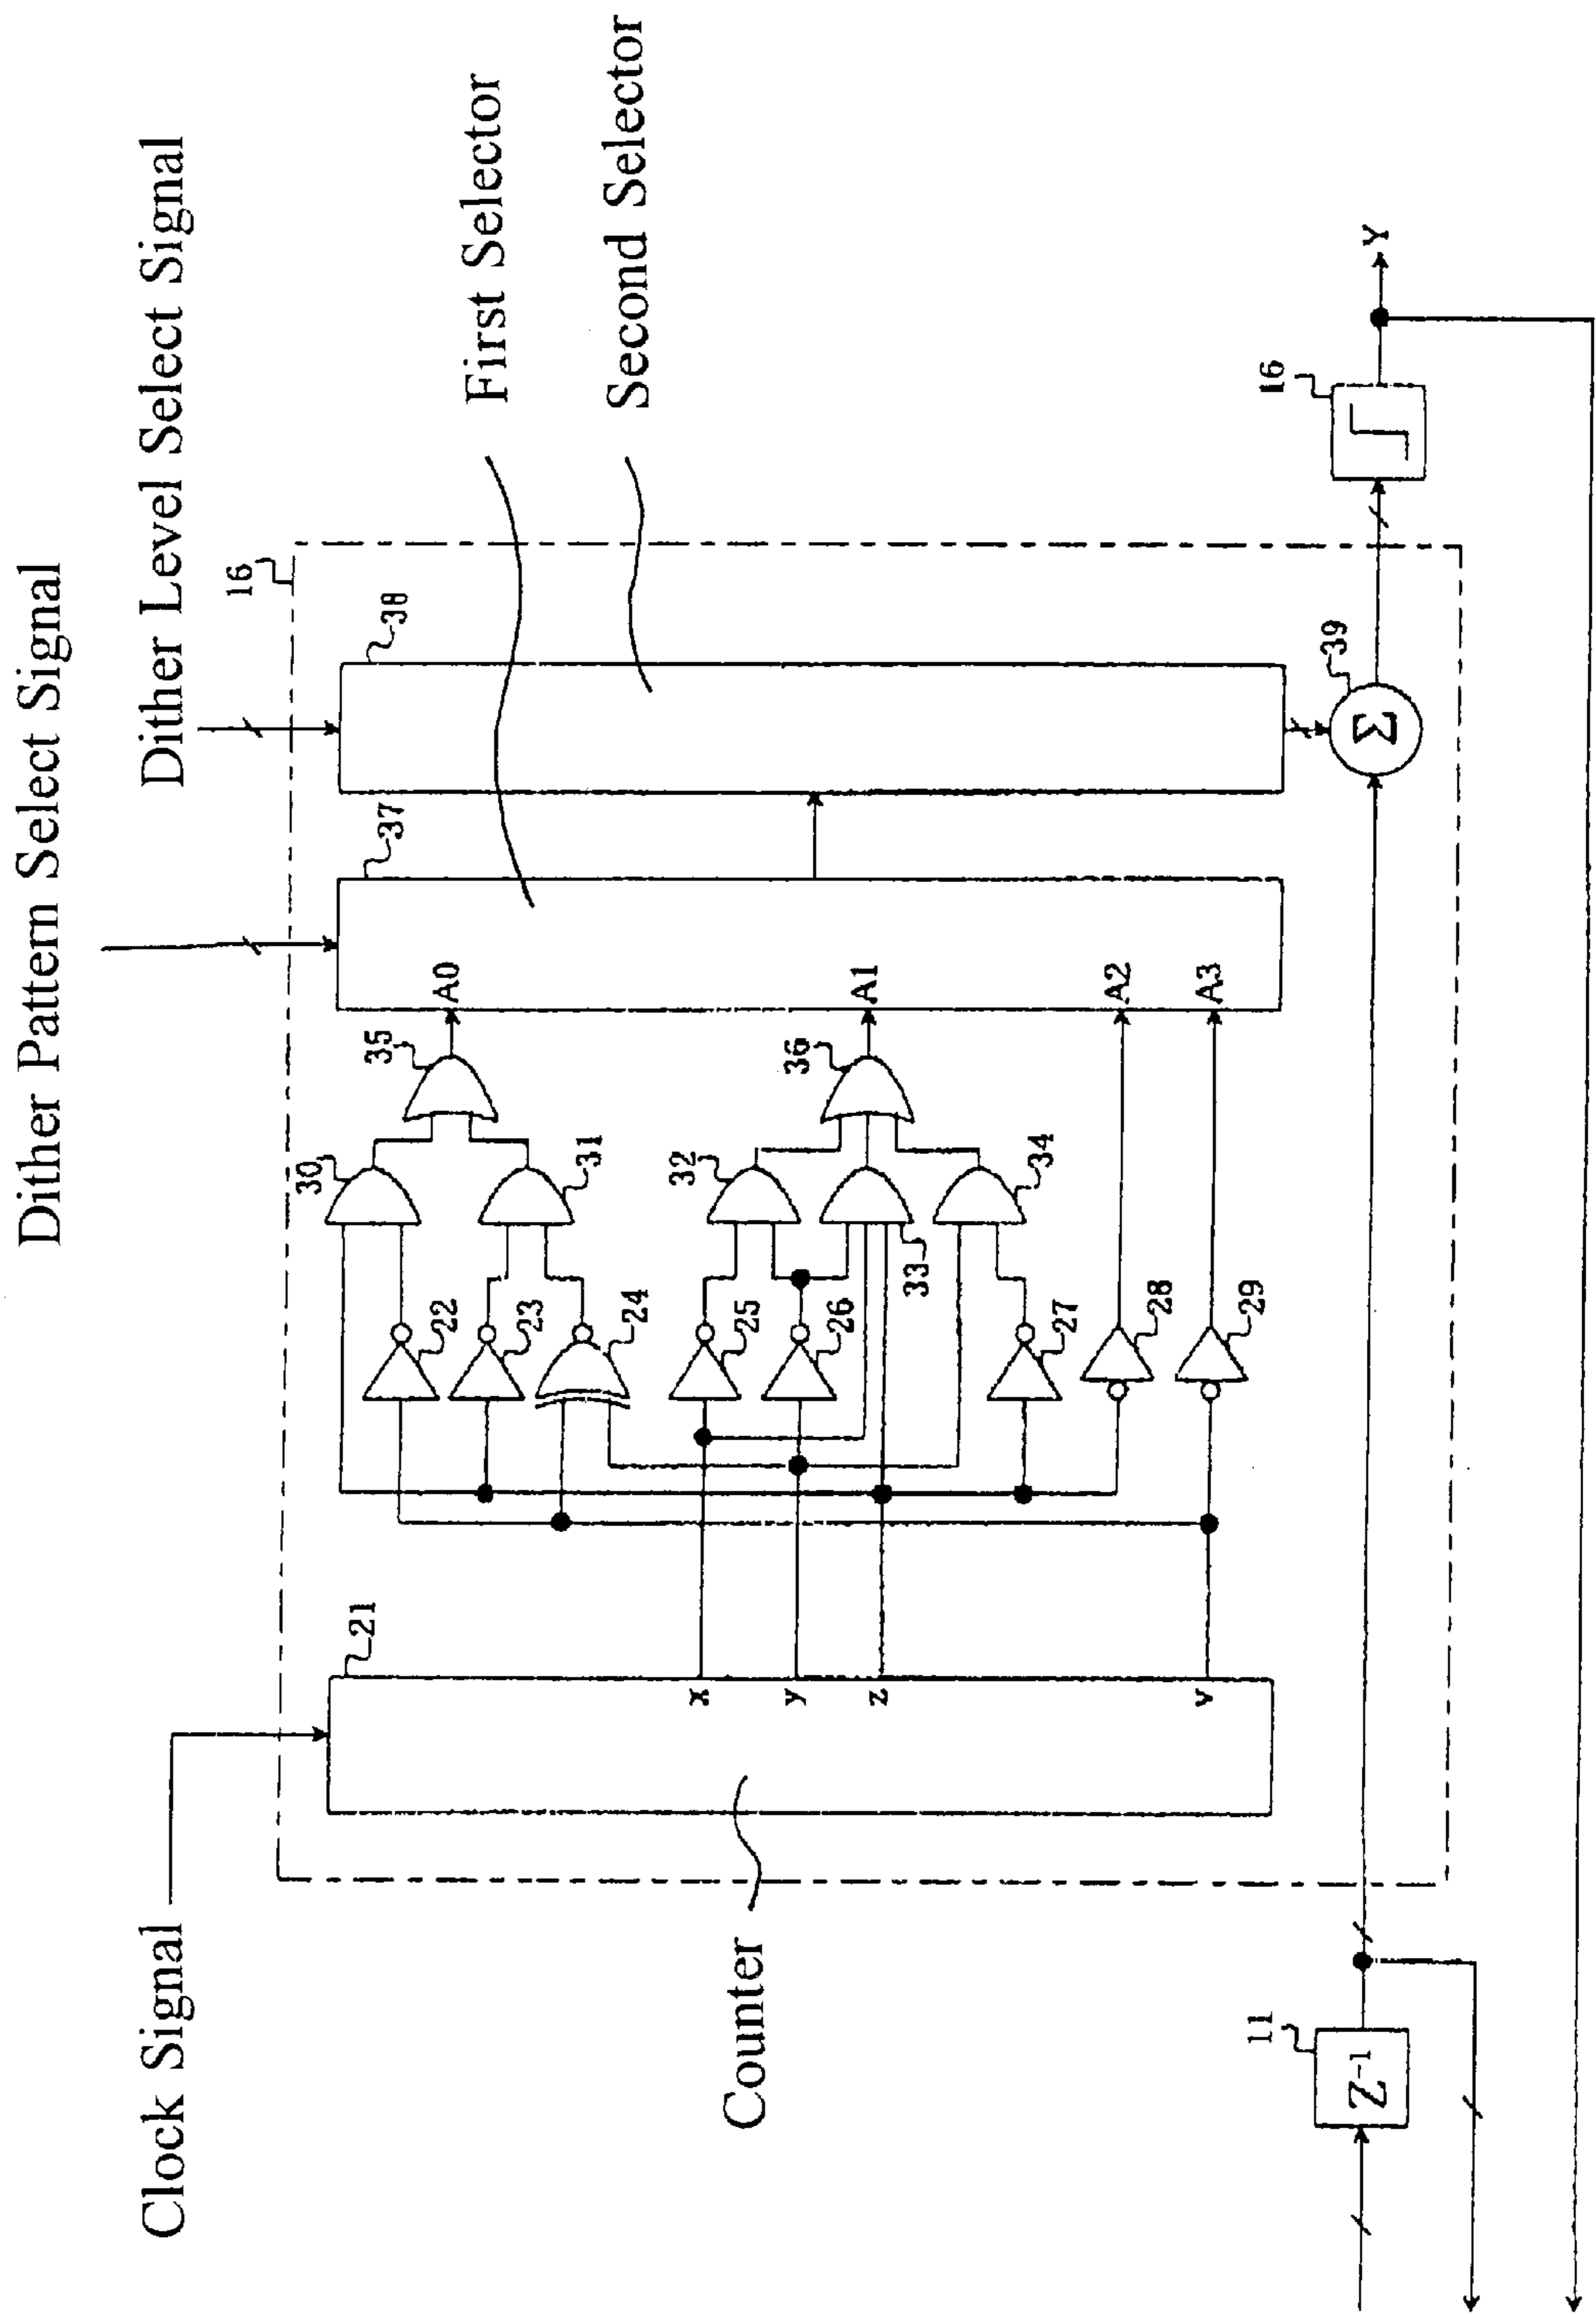 Dither Pattern Select Signal
Dither Level Select Signal
First Selector
Second Selector
Clock Signal
Counter
16
21
x
y
z
v
22
23
24
25
26
27
28
29
30
31
32
33
34
35
36
A0
A1
A2
A3
37
38
39
Σ
11
Z⁻¹
16
Y